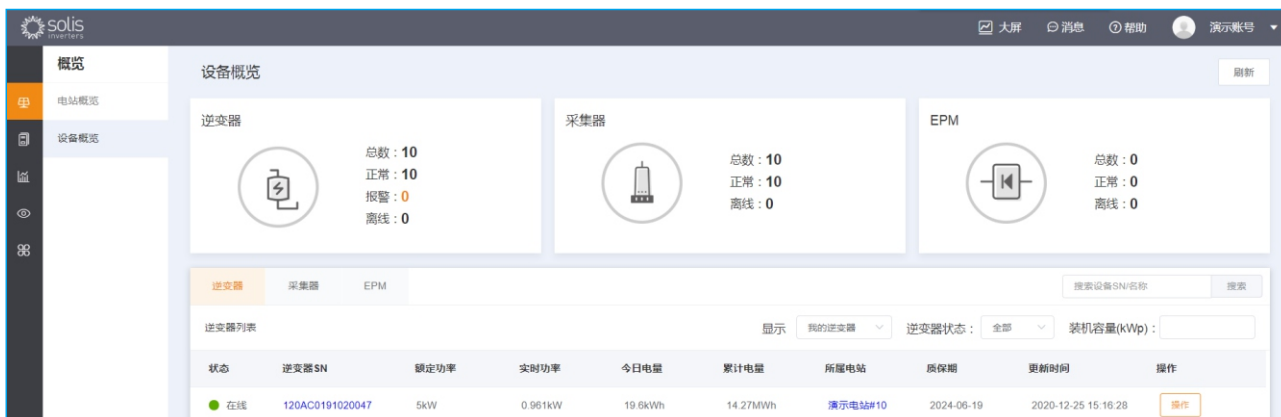 solis
inverters
大屏
消息
帮助
演示账号
概览
电站概览
设备概览
设备概览
刷新
逆变器
总数：10
正常：10
报警：0
离线：0
采集器
总数：10
正常：10
离线：0
EPM
总数：0
正常：0
离线：0
逆变器 采集器 EPM
搜索设备SN/名称 搜索
逆变器列表 显示 我的逆变器 逆变器状态： 全部 装机容量(kWp)：
状态 逆变器SN 额定功率 实时功率 今日电量 累计电量 所属电站 质保期 更新时间 操作
在线 120AC0191020047 5kW 0.961kW 19.6kWh 14.27MWh 演示电站#10 2024-06-19 2020-12-25 15:16:28 操作